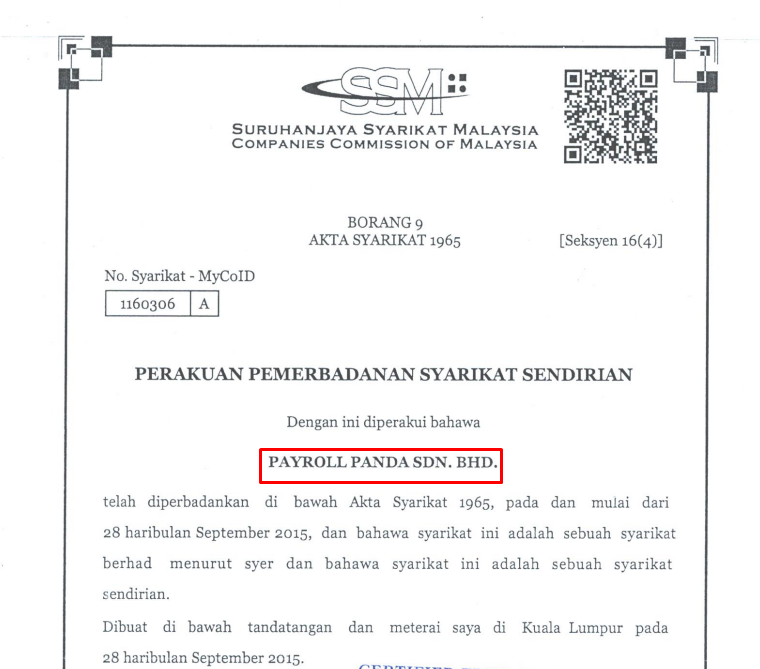 SSM
SURUHANJAYA SYARIKAT MALAYSIA
COMPANIES COMMISSION OF MALAYSIA
BORANG 9
AKTA SYARIKAT 1965
[Seksyen 16(4)]
No. Syarikat - MyCoID
1160306 A
PERAKUAN PEMERBADANAN SYARIKAT SENDIRIAN
Dengan ini diperakui bahawa
PAYROLL PANDA SDN. BHD.
telah diperbadankan di bawah Akta Syarikat 1965, pada dan mulai dari
28 haribulan September 2015, dan bahawa syarikat ini adalah sebuah syarikat
berhad menurut syer dan bahawa syarikat ini adalah sebuah syarikat
sendirian.
Dibuat di bawah tandatangan dan meterai saya di Kuala Lumpur pada
28 haribulan September 2015.